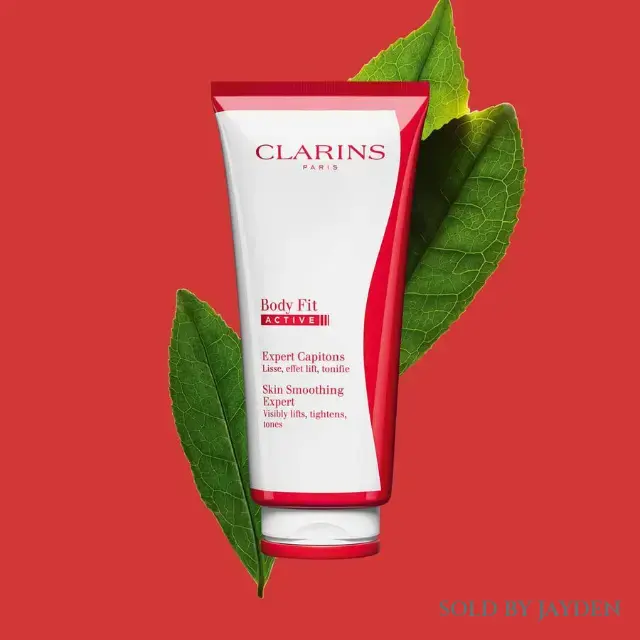 CLARINS
PARIS
Body Fit
ACTIVE
Expert Capitons
Lisse, effet lift, tonifie
Skin Smoothing
Expert
Visibly lifts, tightens,
tones
SOLD BY JAYDEN